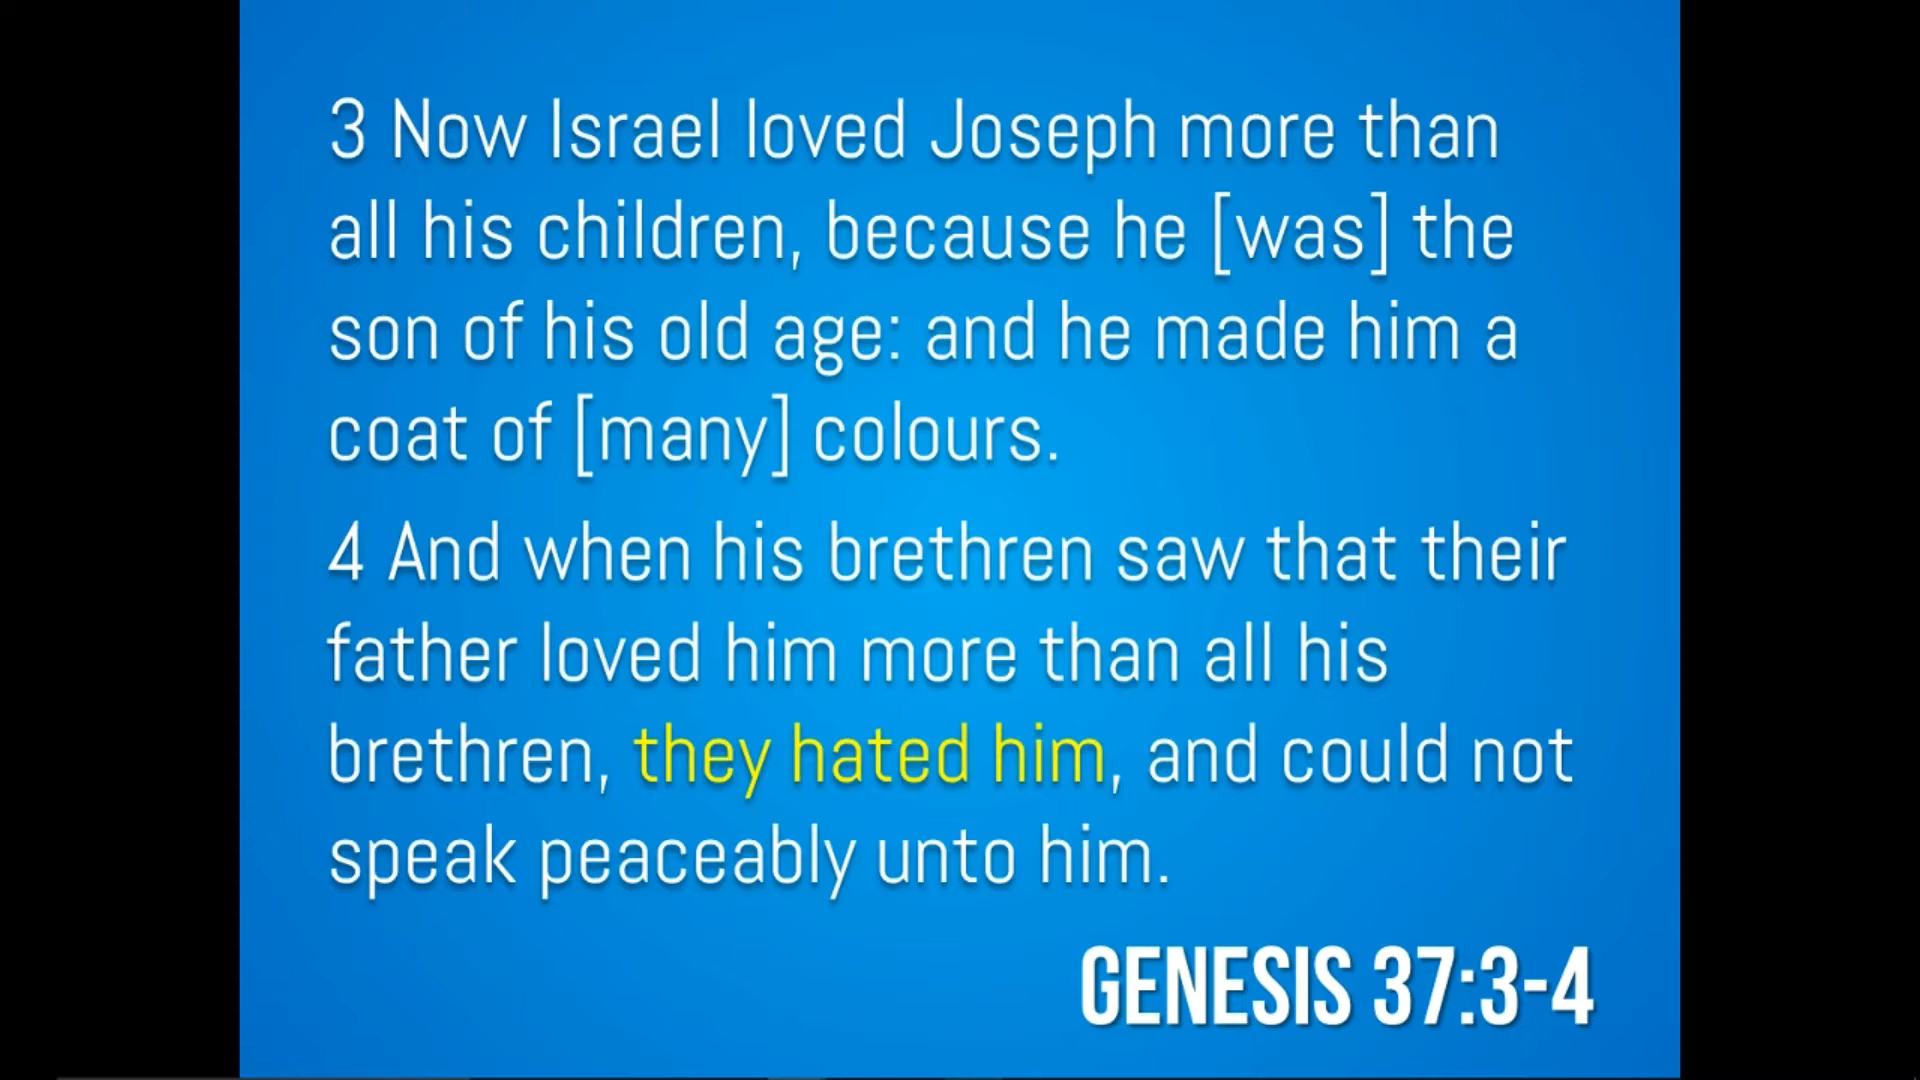 3 Now Israel loved Joseph more than
all his children, because he [was] the
son of his old age: and he made him a
coat of [many] colours.
4 And when his brethren saw that their
father loved him more than all his
brethren, they hated him, and could not
speak peaceably unto him.
GENESIS 37:3-4